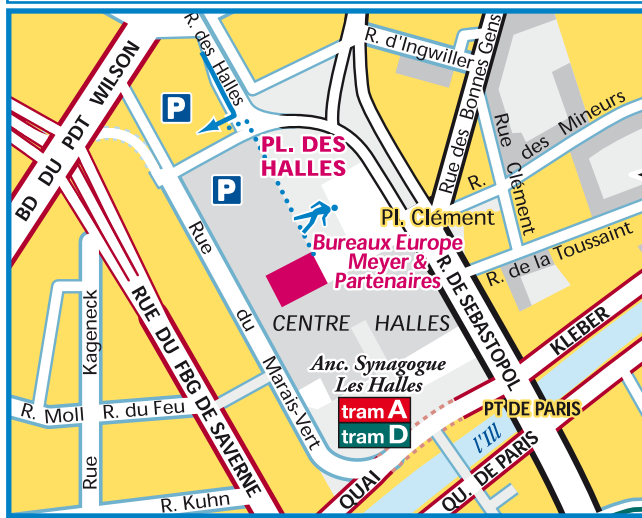 R. des Halles
R. d'Ingwiller
Rue des Bonnes Gens
BD DU PDT WILSON
P
PL. DES
HALLES
P
Rue Clément
R. des Mineurs
Pl. Clément
Bureaux Europe
Meyer &
Partenaires
R. de la Toussaint
R. DE SEBASTOPOL
Rue du Marais-Vert
RUE DU FBG DE SAVERNE
Rue Kageneck
CENTRE HALLES
KLEBER
Anc. Synagogue
Les Halles
tram A
tram D
PT DE PARIS
R. Moll
R. du Feu
l'Ill
QUAI
QU. DE PARIS
R. Kuhn